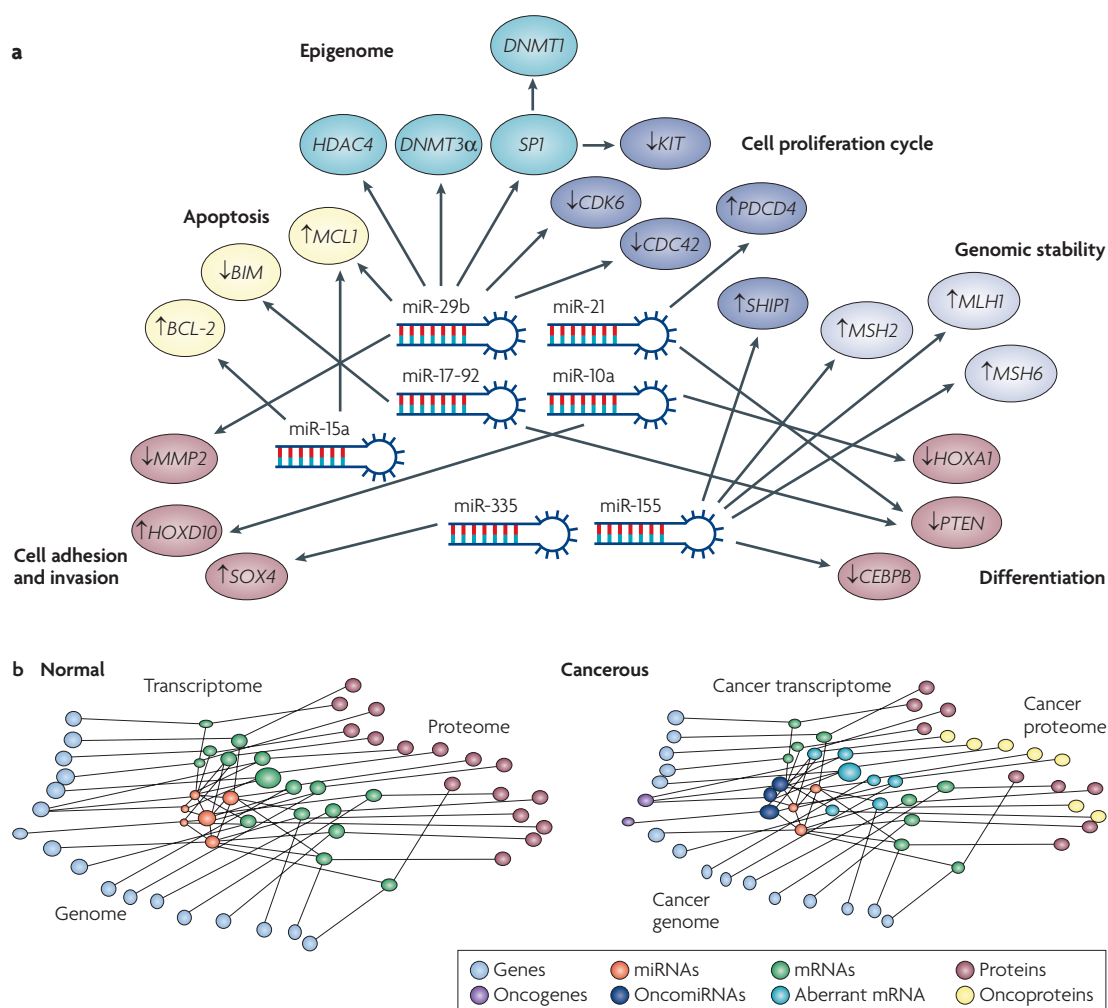 a
Epigenome
DNMT1
HDAC4
DNMT3α
SP1
↓KIT
Cell proliferation cycle
Apoptosis
↑MCL1
↓CDK6
↑PDCD4
↓BIM
↓CDC42
Genomic stability
↑BCL-2
miR-29b
miR-21
↑SHIP1
↑MSH2
↑MLH1
↑MSH6
miR-17-92
miR-10a
miR-15a
↓MMP2
↓HOXA1
↑HOXD10
miR-335
miR-155
↓PTEN
Cell adhesion
and invasion
↑SOX4
↓CEBPB
Differentiation
b Normal
Transcriptome
Proteome
Genome
Cancerous
Cancer transcriptome
Cancer
proteome
Cancer
genome
Genes
miRNAs
mRNAs
Proteins
Oncogenes
OncomiRNAs
Aberrant mRNA
Oncoproteins